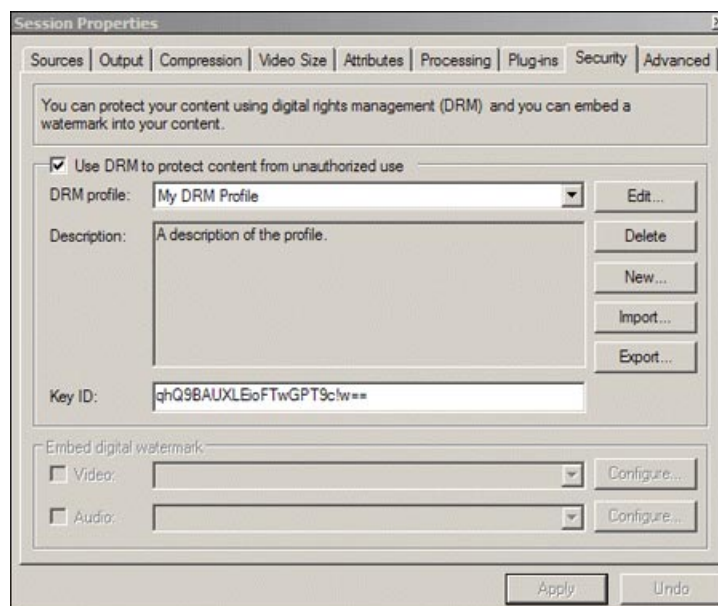 Session Properties
Sources Output Compression Video Size Attributes Processing Plug-ins Security Advanced
You can protect your content using digital rights management (DRM) and you can embed a
watermark into your content.
Use DRM to protect content from unauthorized use
DRM profile: My DRM Profile Edit...
Description: A description of the profile. Delete
New...
Import...
Export...
Key ID:
Embed digital watermark
Video: Configure...
Audio: Configure...
Apply Undo